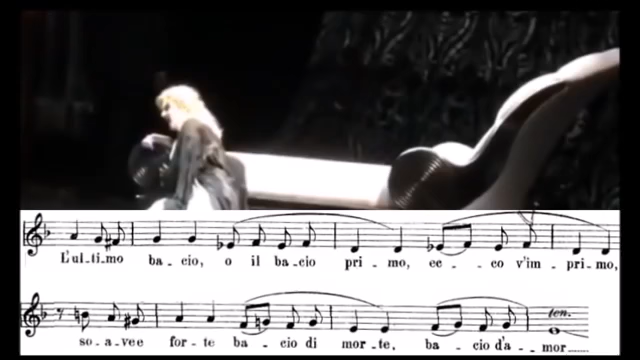 L'ul-ti-mo ba-cio, o il ba-cio pri-mo, ec-co v'im-pri-mo,
ten.
so-a-ve e for-te ba-cio di mor-te, ba-cio d'a-mor